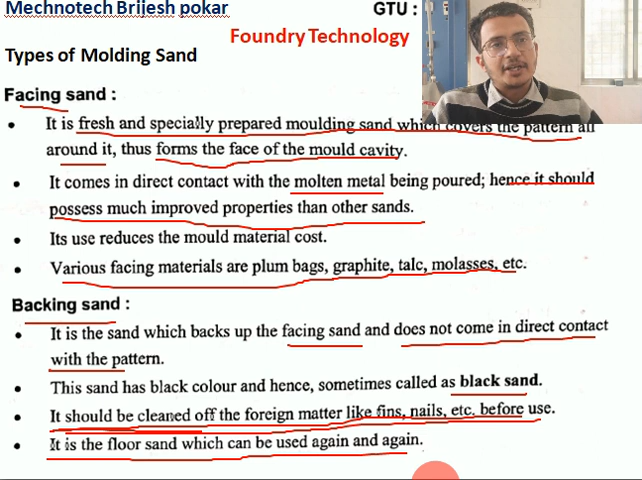 Mechnotech Brijesh pokar
GTU :
Foundry Technology
Types of Molding Sand
Facing sand :
• It is fresh and specially prepared moulding sand which covers the pattern all
around it, thus forms the face of the mould cavity.
• It comes in direct contact with the molten metal being poured; hence it should
possess much improved properties than other sands.
• Its use reduces the mould material cost.
• Various facing materials are plum bags, graphite, talc, molasses, etc.
Backing sand :
• It is the sand which backs up the facing sand and does not come in direct contact
with the pattern.
• This sand has black colour and hence, sometimes called as black sand.
• It should be cleaned off the foreign matter like fins, nails, etc. before use.
• It is the floor sand which can be used again and again.